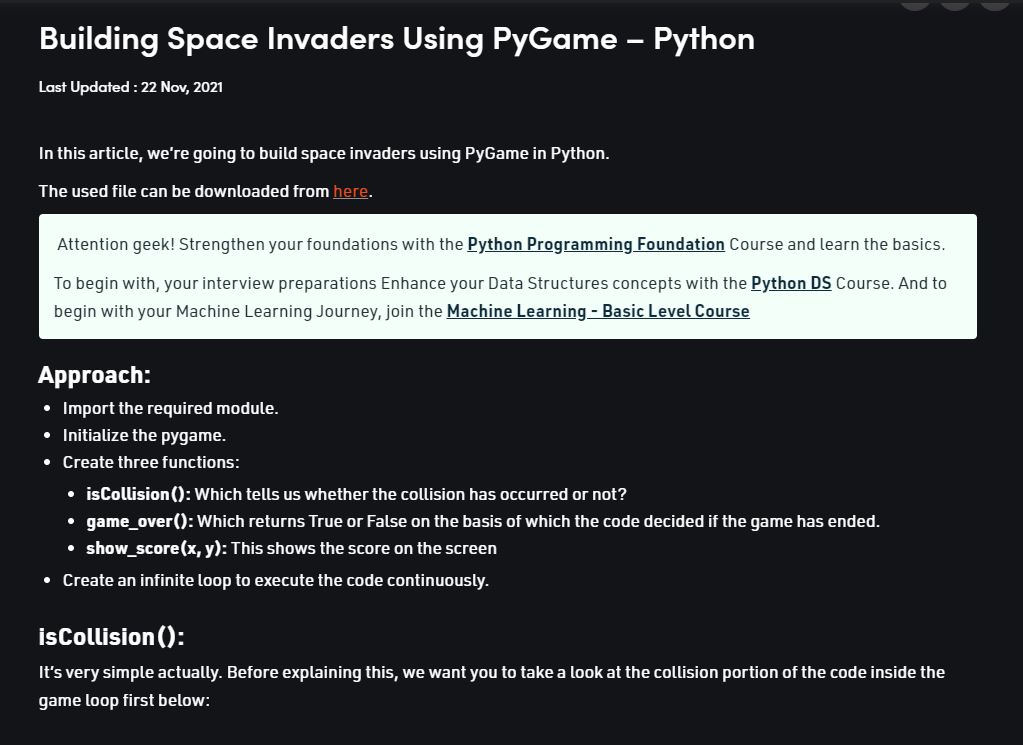 Building Space Invaders Using PyGame – Python
Last Updated : 22 Nov, 2021
In this article, we're going to build space invaders using PyGame in Python.
The used file can be downloaded from here.
Attention geek! Strengthen your foundations with the Python Programming Foundation Course and learn the basics.
To begin with, your interview preparations Enhance your Data Structures concepts with the Python DS Course. And to
begin with your Machine Learning Journey, join the Machine Learning - Basic Level Course
Approach:
• Import the required module.
• Initialize the pygame.
• Create three functions:
• isCollision(): Which tells us whether the collision has occurred or not?
• game_over(): Which returns True or False on the basis of which the code decided if the game has ended.
• show_score(x, y): This shows the score on the screen
• Create an infinite loop to execute the code continuously.
isCollision():
It's very simple actually. Before explaining this, we want you to take a look at the collision portion of the code inside the
game loop first below: